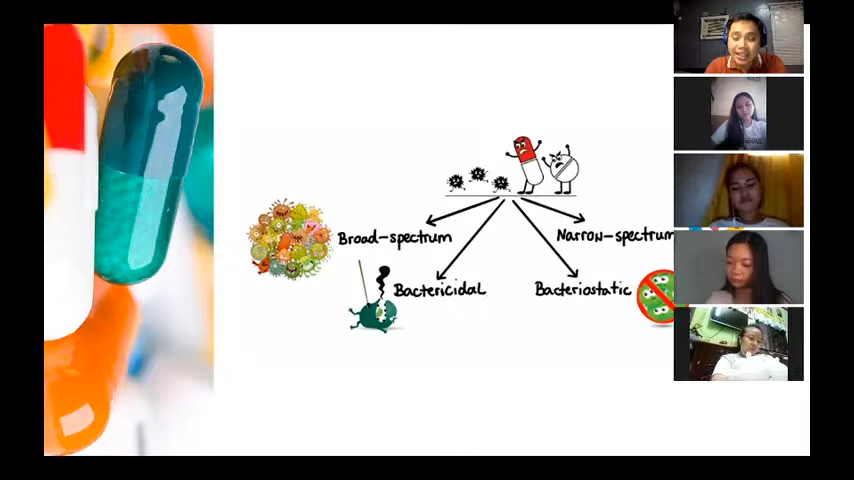 Broad-spectrum
Narrow-spectrum
Bactericidal
Bacteriostatic